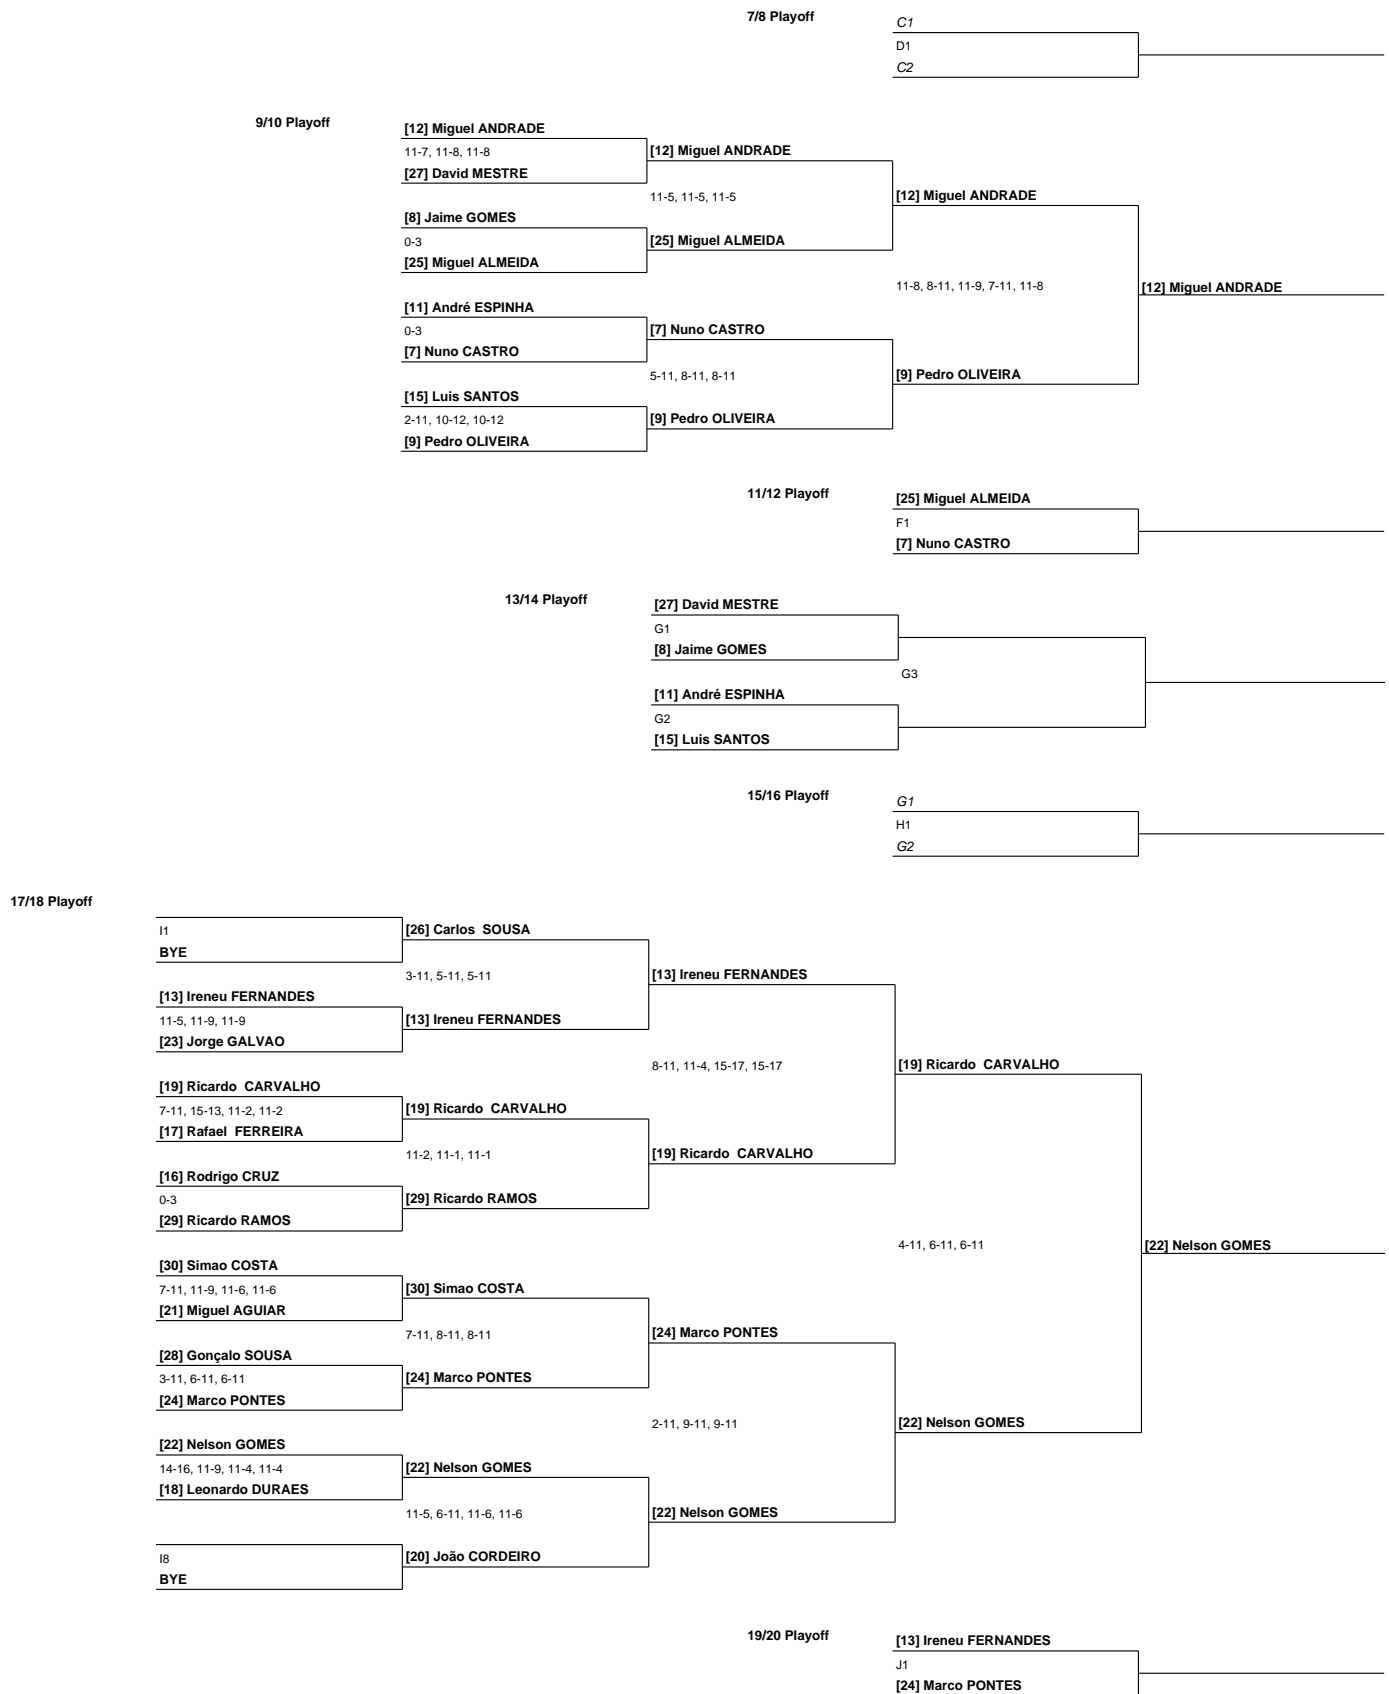 7/8 Playoff
C1
D1
C2
9/10 Playoff
[12] Miguel ANDRADE
11-7, 11-8, 11-8
[27] David MESTRE
[12] Miguel ANDRADE
11-5, 11-5, 11-5
[12] Miguel ANDRADE
[8] Jaime GOMES
0-3
[25] Miguel ALMEIDA
[25] Miguel ALMEIDA
11-8, 8-11, 11-9, 7-11, 11-8
[12] Miguel ANDRADE
[11] André ESPINHA
0-3
[7] Nuno CASTRO
[7] Nuno CASTRO
5-11, 8-11, 8-11
[9] Pedro OLIVEIRA
[15] Luis SANTOS
2-11, 10-12, 10-12
[9] Pedro OLIVEIRA
[9] Pedro OLIVEIRA
11/12 Playoff
[25] Miguel ALMEIDA
F1
[7] Nuno CASTRO
13/14 Playoff
[27] David MESTRE
G1
[8] Jaime GOMES
G3
[11] André ESPINHA
G2
[15] Luis SANTOS
15/16 Playoff
G1
H1
G2
17/18 Playoff
I1
BYE
[26] Carlos SOUSA
3-11, 5-11, 5-11
[13] Ireneu FERNANDES
[13] Ireneu FERNANDES
11-5, 11-9, 11-9
[23] Jorge GALVAO
[13] Ireneu FERNANDES
8-11, 11-4, 15-17, 15-17
[19] Ricardo CARVALHO
[19] Ricardo CARVALHO
7-11, 15-13, 11-2, 11-2
[17] Rafael FERREIRA
[19] Ricardo CARVALHO
11-2, 11-1, 11-1
[19] Ricardo CARVALHO
[16] Rodrigo CRUZ
0-3
[29] Ricardo RAMOS
[29] Ricardo RAMOS
4-11, 6-11, 6-11
[22] Nelson GOMES
[30] Simao COSTA
7-11, 11-9, 11-6, 11-6
[21] Miguel AGUIAR
[30] Simao COSTA
7-11, 8-11, 8-11
[24] Marco PONTES
[28] Gonçalo SOUSA
3-11, 6-11, 6-11
[24] Marco PONTES
[24] Marco PONTES
2-11, 9-11, 9-11
[22] Nelson GOMES
[22] Nelson GOMES
14-16, 11-9, 11-4, 11-4
[18] Leonardo DURAES
[22] Nelson GOMES
11-5, 6-11, 11-6, 11-6
[22] Nelson GOMES
I8
BYE
[20] João CORDEIRO
19/20 Playoff
[13] Ireneu FERNANDES
J1
[24] Marco PONTES